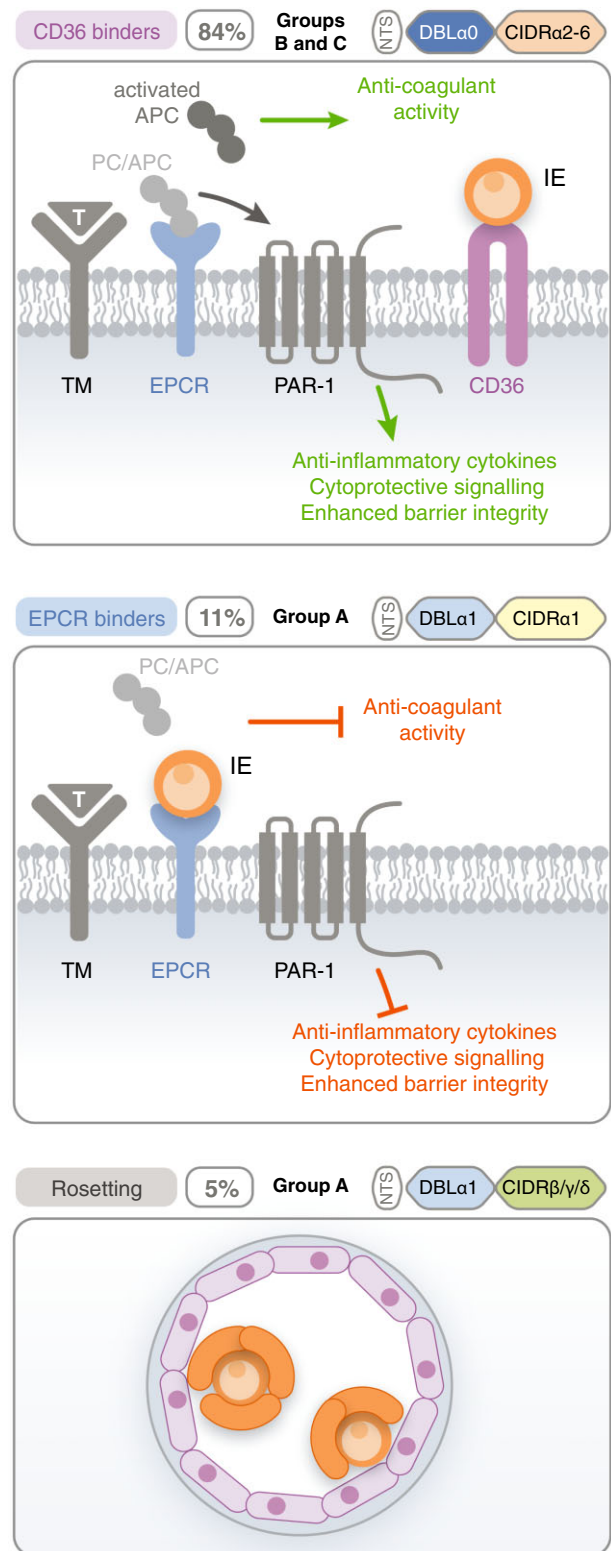 CD36 binders
84%
Groups
B and C
NTS
DBLα0
CIDRα2-6
activated
APC
Anti-coagulant
activity
PC/APC
IE
T
TM
EPCR
PAR-1
CD36
Anti-inflammatory cytokines
Cytoprotective signalling
Enhanced barrier integrity
EPCR binders
11%
Group A
NTS
DBLα1
CIDRα1
PC/APC
Anti-coagulant
activity
IE
T
TM
EPCR
PAR-1
Anti-inflammatory cytokines
Cytoprotective signalling
Enhanced barrier integrity
Rosetting
5%
Group A
NTS
DBLα1
CIDRβ/γ/δ